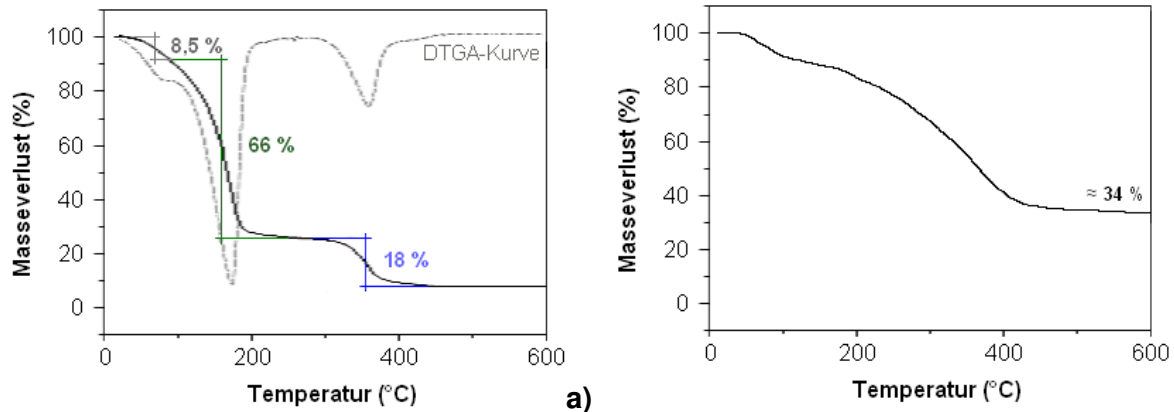 100
80
60
40
20
0
Masseverlust (%)
8,5 %
66 %
18 %
DTGA-Kurve
0 200 400 600
Temperatur (°C)
a)
100
80
60
40
20
0
Masseverlust (%)
≈ 34 %
0 200 400 600
Temperatur (°C)